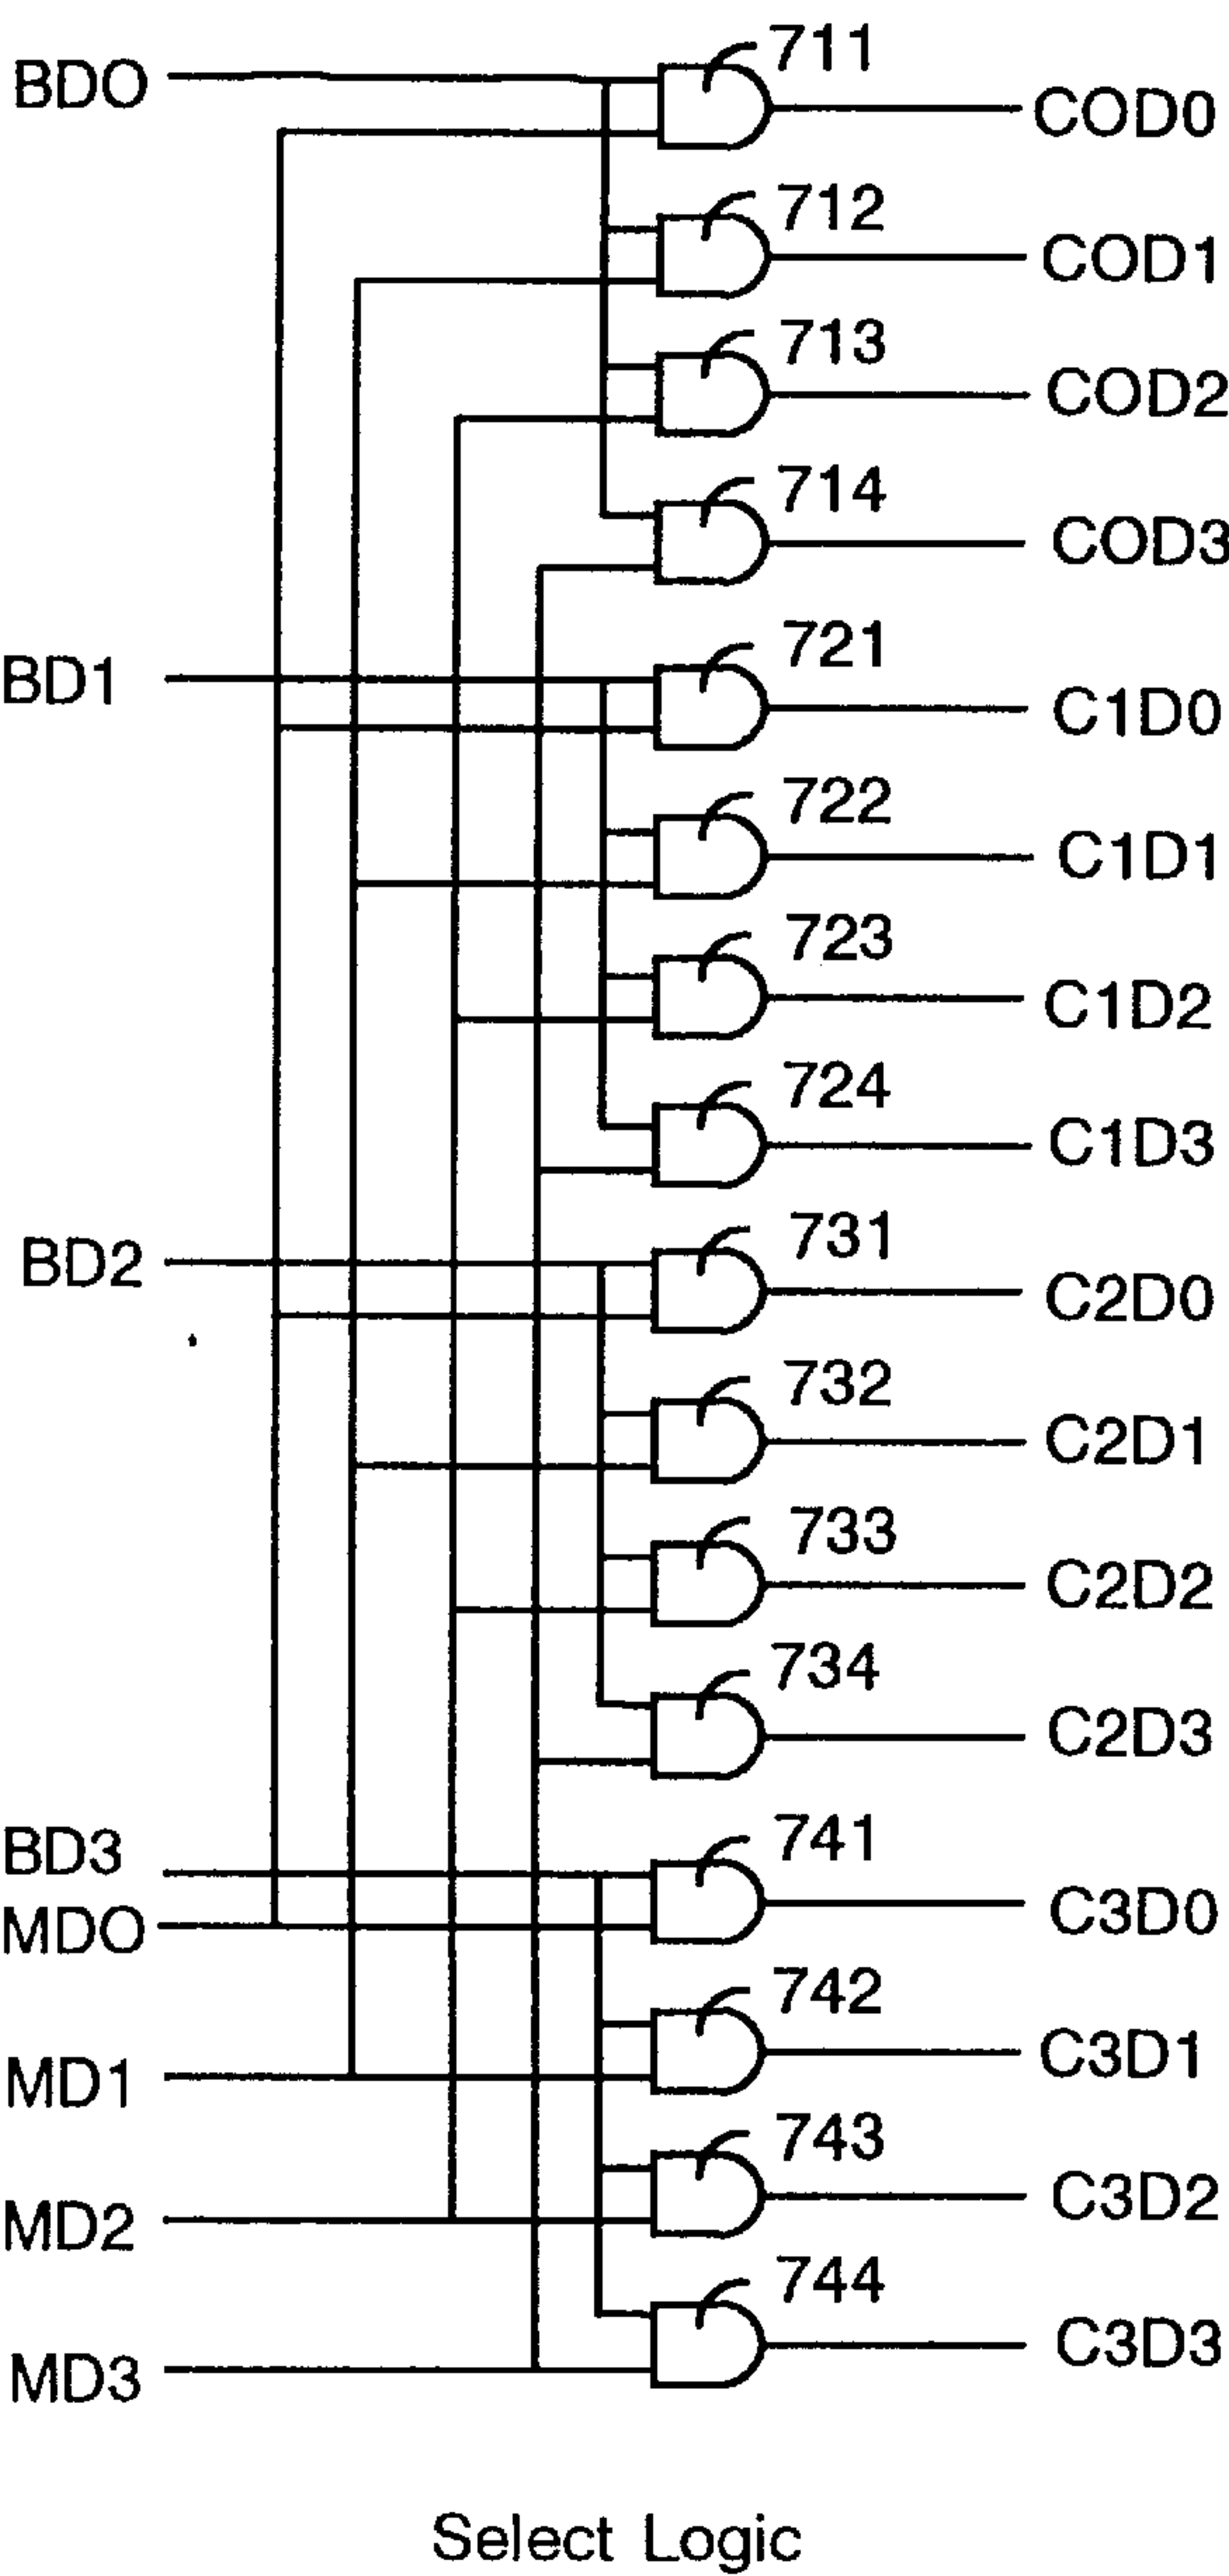 711
BDO
COD0
712
COD1
713
COD2
714
COD3
721
BD1
C1D0
722
C1D1
723
C1D2
724
C1D3
731
BD2
C2D0
732
C2D1
733
C2D2
734
C2D3
741
BD3
C3D0
MDO
742
C3D1
MD1
743
C3D2
MD2
744
C3D3
MD3
Select Logic